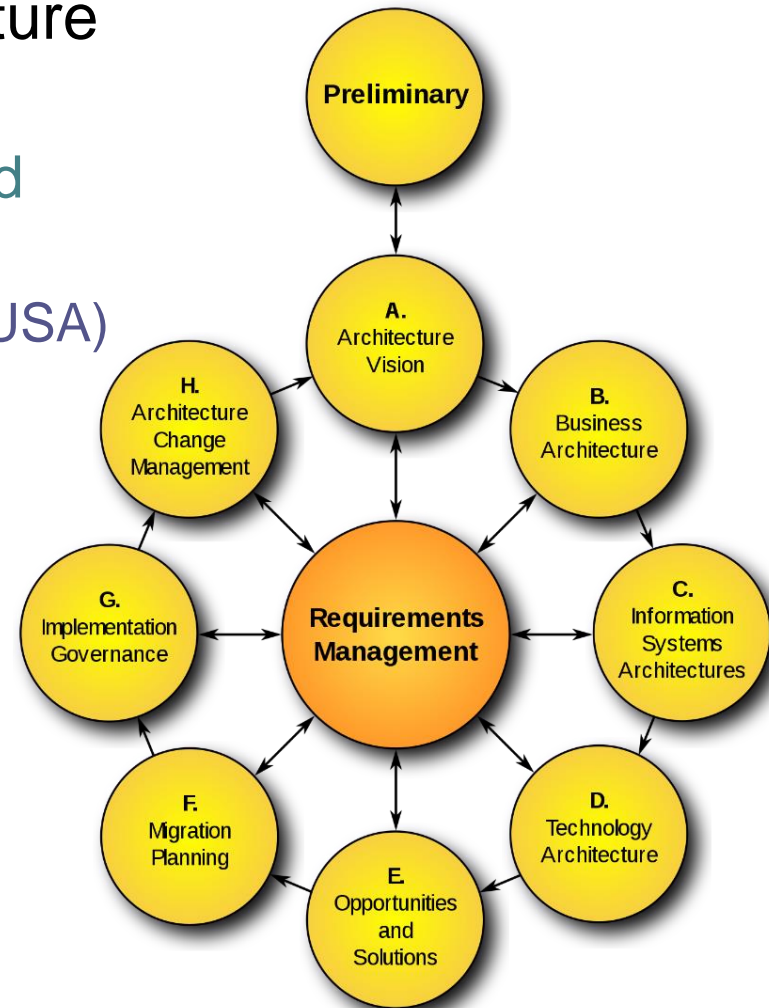 ture
d
USA)
Preliminary
A.
Architecture
Vision
B.
Business
Architecture
C.
Information
Systems
Architectures
D.
Technology
Architecture
E.
Opportunities
and
Solutions
F.
Migration
Planning
G.
Implementation
Governance
H.
Architecture
Change
Management
Requirements
Management